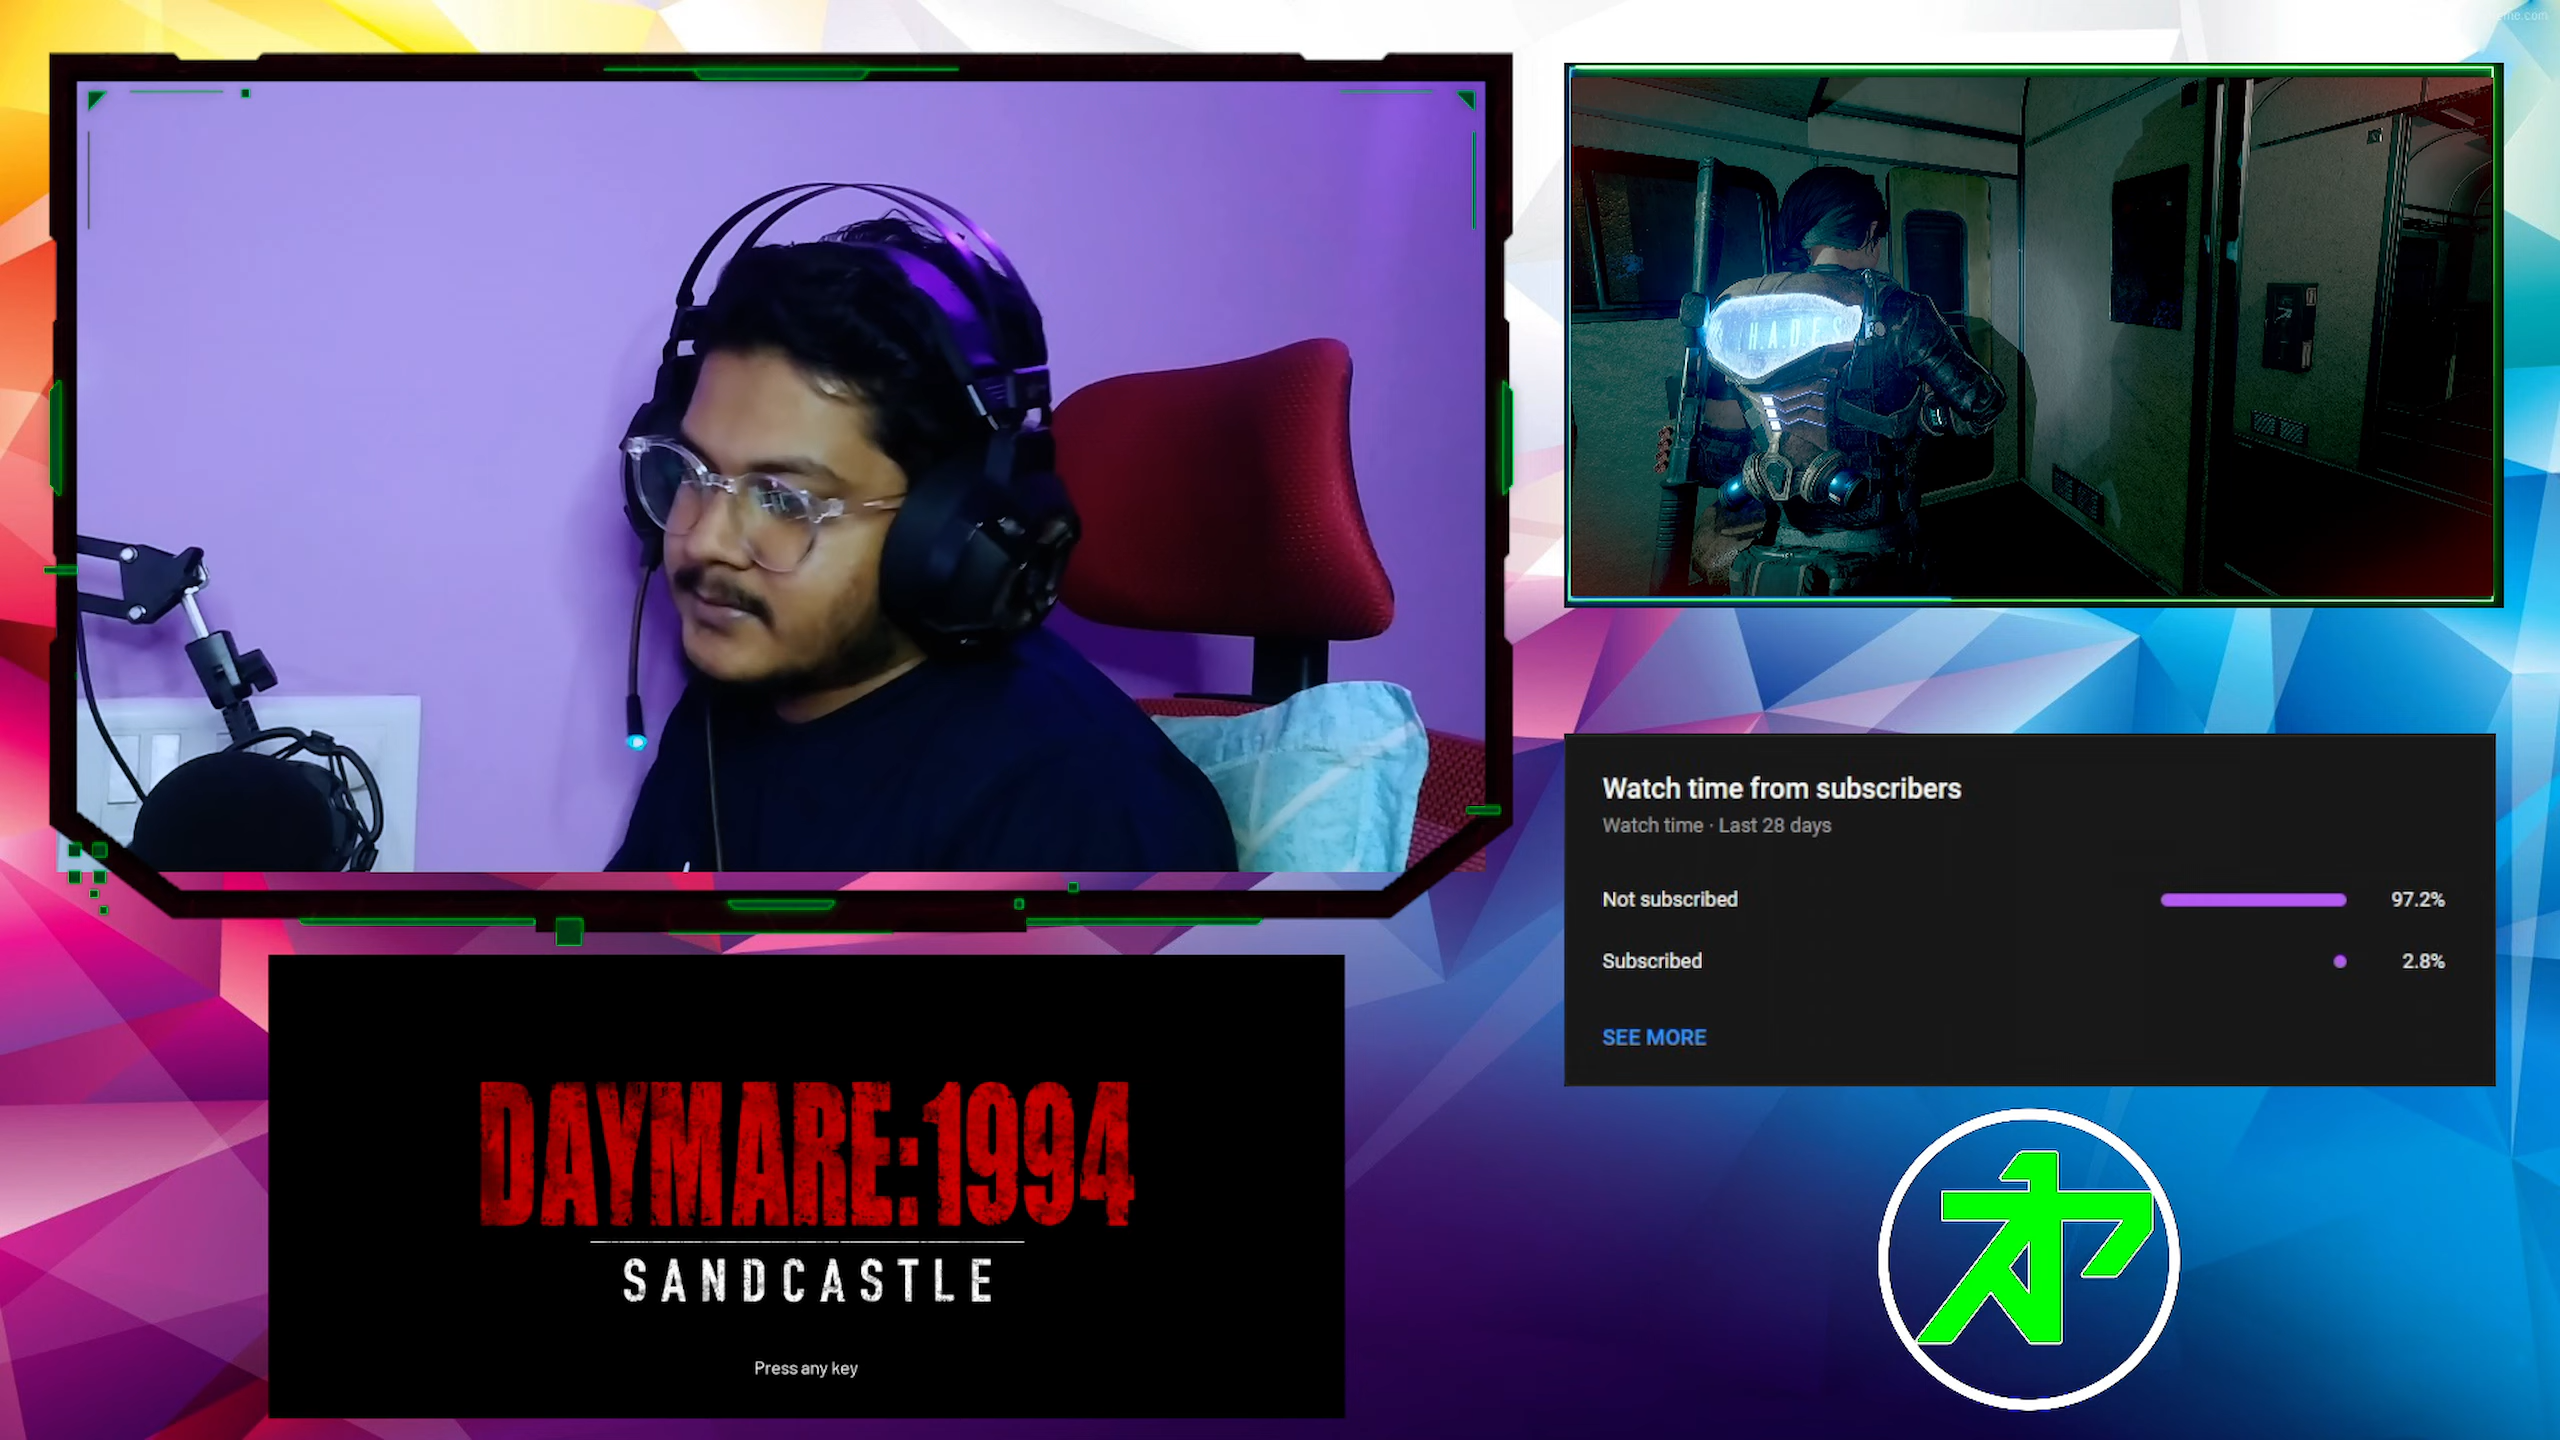 H.A.D.E.S
Watch time from subscribers
Watch time · Last 28 days
Not subscribed 97.2%
Subscribed 2.8%
SEE MORE
DAYMARE:1994
SANDCASTLE
Press any key